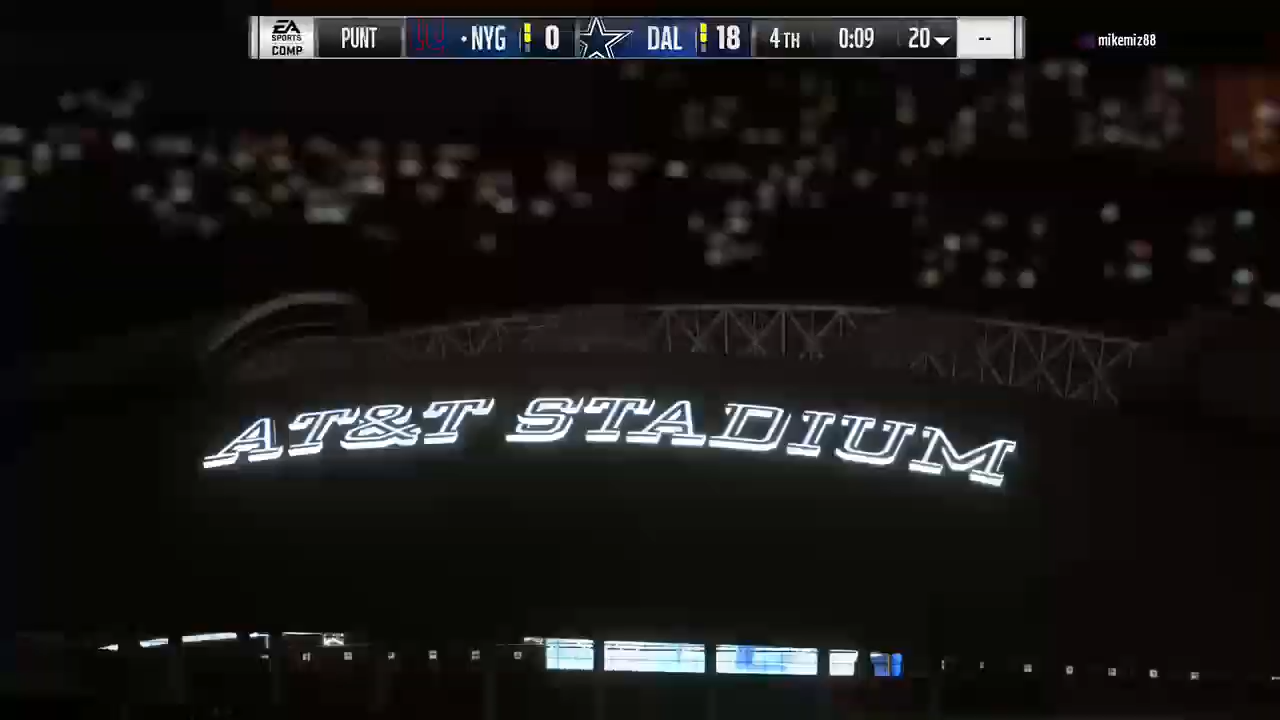 EA
SPORTS
COMP
PUNT
NYG
0
DAL
18
4TH
0:09
20
--
mikemiz88
AT&T STADIUM